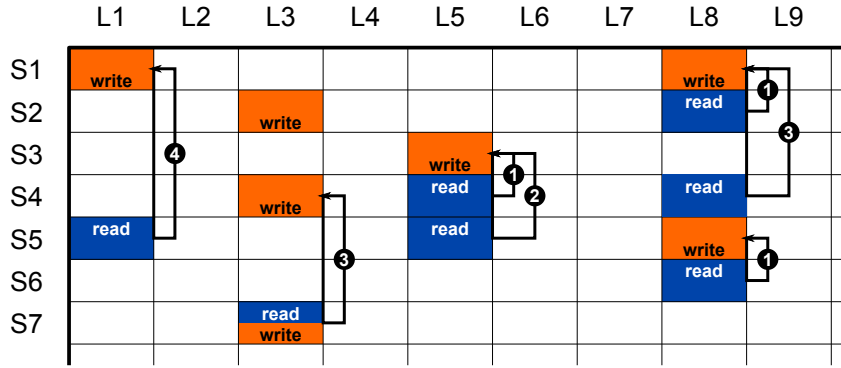 L1 L2 L3 L4 L5 L6 L7 L8 L9
S1 write write
1
S2 write read
3
S3 4 write
1
S4 write read 2 read
S5 read read write
3 1
S6 read
S7 read
write